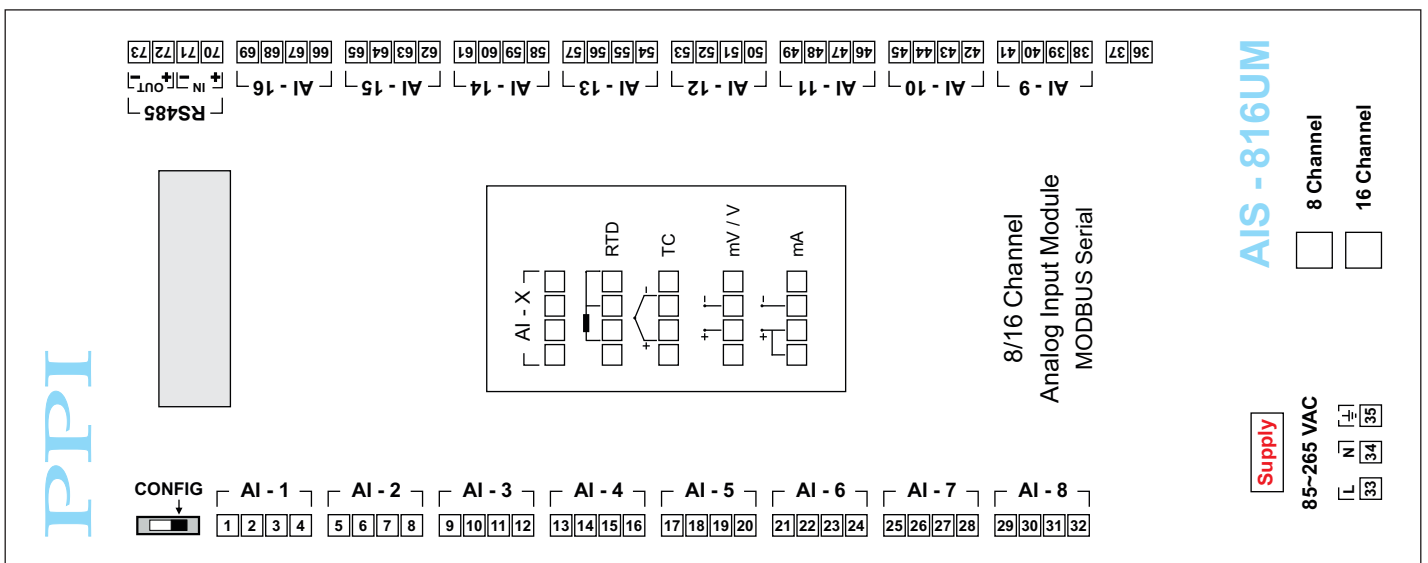 73 72 71 70 69 68 67 66 65 64 63 62 61 60 59 58 57 56 55 54 53 52 51 50 49 48 47 46 45 44 43 42 41 40 39 38 37 36
− OUT + − IN +
RS485
AI - 16 AI - 15 AI - 14 AI - 13 AI - 12 AI - 11 AI - 10 AI - 9
PPI
AI - X
RTD
TC
+ −
mV / V
+ −
mA
+ −
8/16 Channel
Analog Input Module
MODBUS Serial
AIS - 816UM
8 Channel
16 Channel
Supply
85~265 VAC
L N
33 34 35
CONFIG
AI - 1 AI - 2 AI - 3 AI - 4 AI - 5 AI - 6 AI - 7 AI - 8
1 2 3 4 5 6 7 8 9 10 11 12 13 14 15 16 17 18 19 20 21 22 23 24 25 26 27 28 29 30 31 32